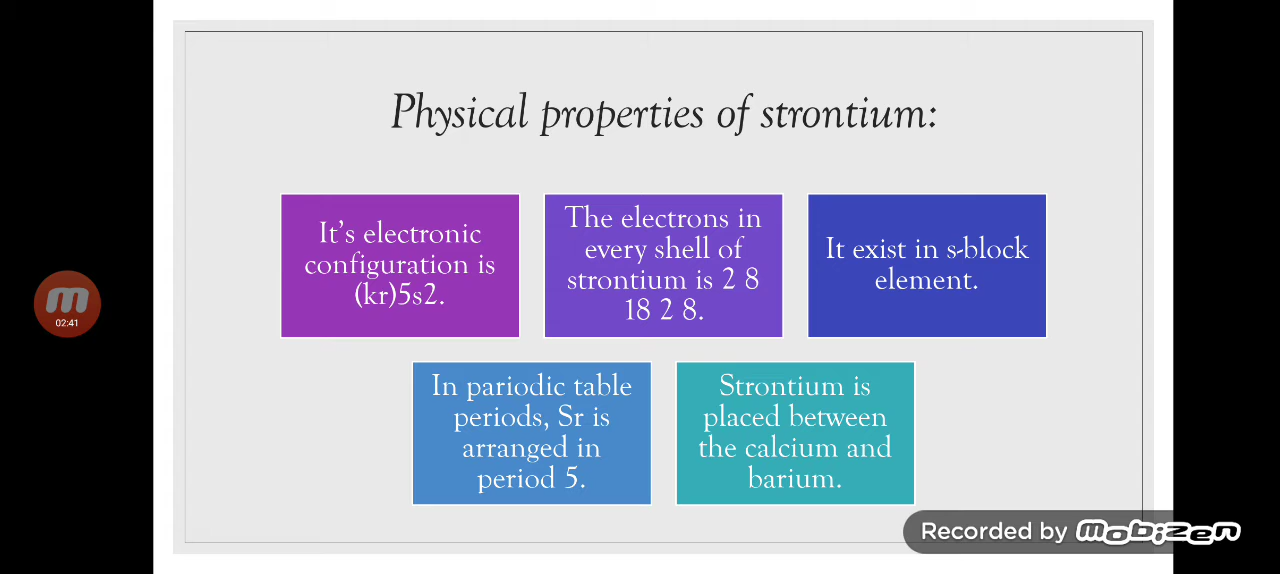 Physical properties of strontium:
It’s electronic
configuration is
(kr)5s2.
The electrons in
every shell of
strontium is 2 8
18 2 8.
It exist in s-block
element.
In pariodic table
periods, Sr is
arranged in
period 5.
Strontium is
placed between
the calcium and
barium.
02:41
Recorded by Mobizen